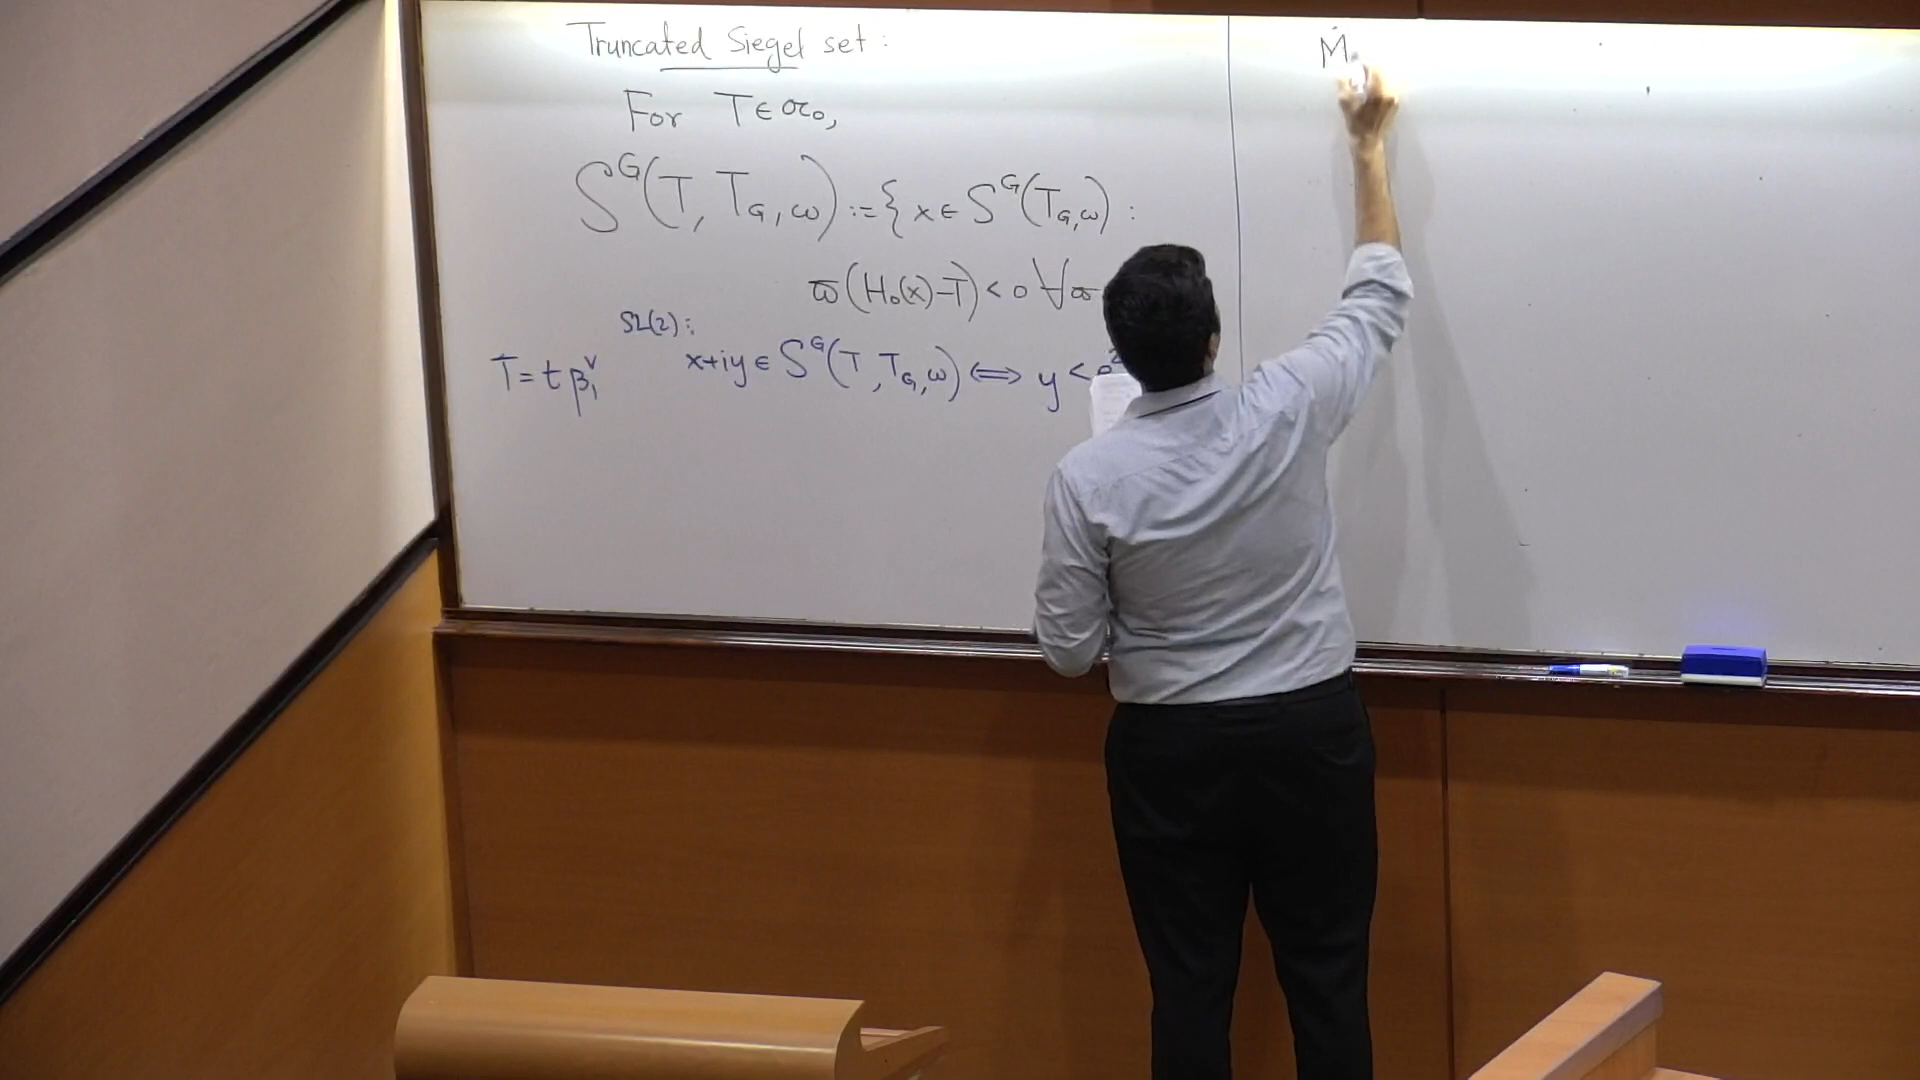 Truncated Siegel set :
For T ∈ 𝔞₀,
S^G(T, T_G, ω) := { x ∈ S^G(T_G, ω) :
ϖ(H₀(x) - T) < 0 ∀ ϖ
SL(2):
T = t β₁^∨ x+iy ∈ S^G(T, T_G, ω) ⟺ y <
M